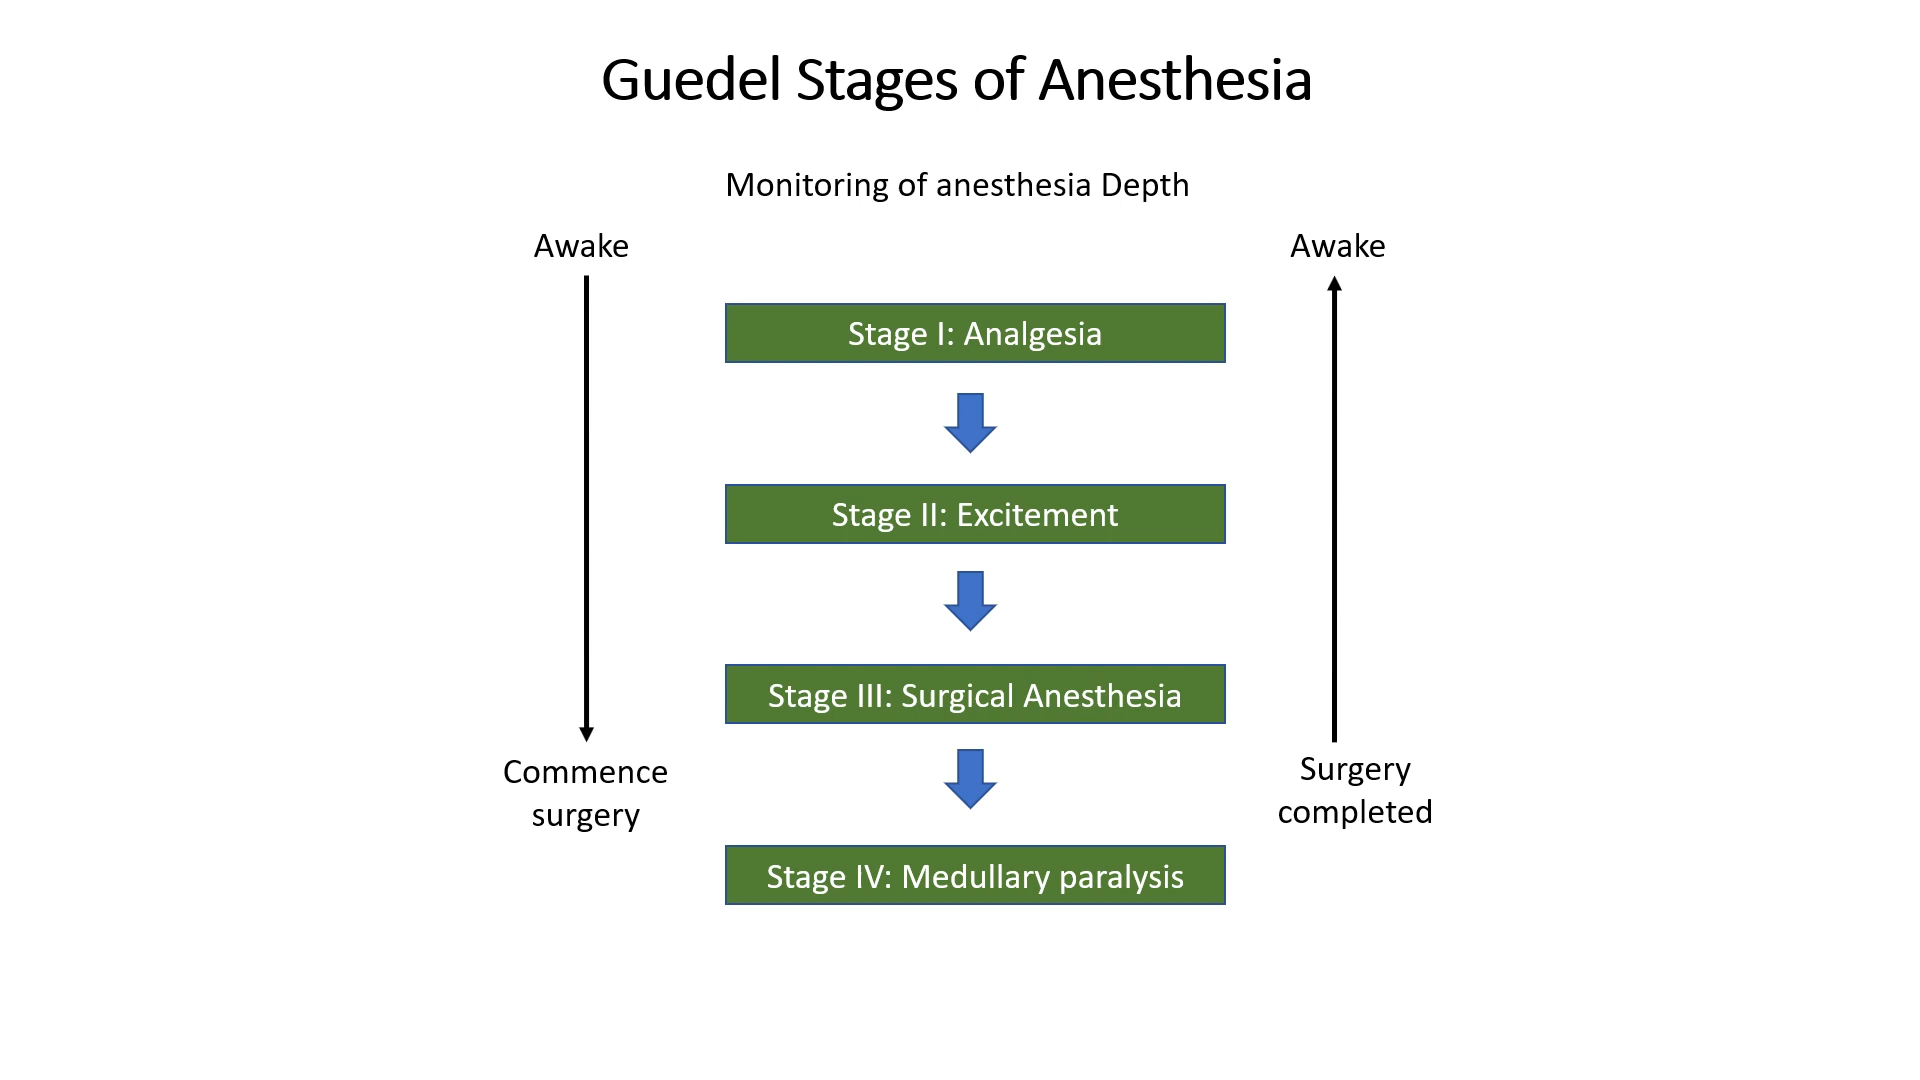 Guedel Stages of Anesthesia
Monitoring of anesthesia Depth
Awake
Awake
Stage I: Analgesia
Stage II: Excitement
Stage III: Surgical Anesthesia
Commence
surgery
Surgery
completed
Stage IV: Medullary paralysis